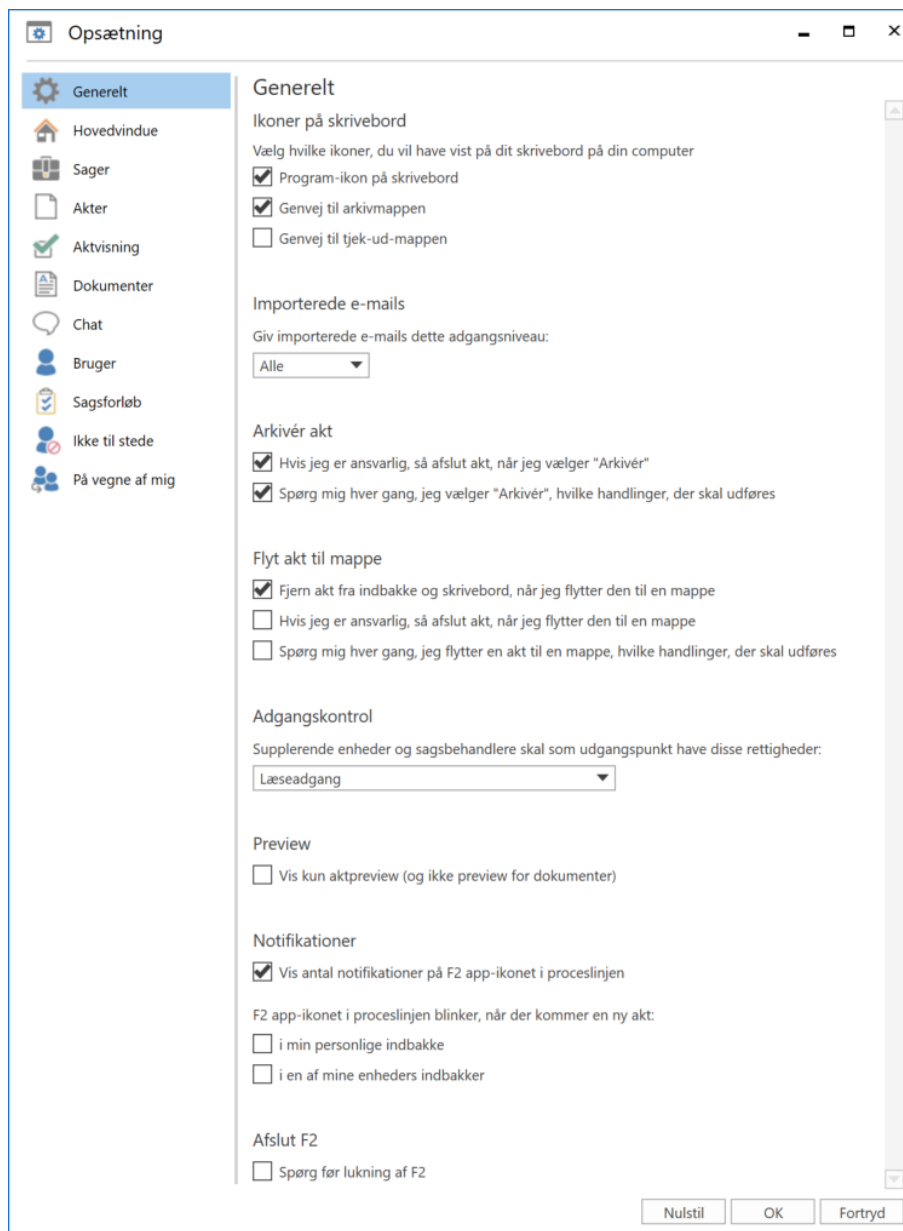 Opsætning
Generelt
Hovedvindue
Sager
Akter
Aktvisning
Dokumenter
Chat
Bruger
Sagsforløb
Ikke til stede
På vegne af mig
Generelt
Ikoner på skrivebord
Vælg hvilke ikoner, du vil have vist på dit skrivebord på din computer
Program-ikon på skrivebord
Genvej til arkivmappen
Genvej til tjek-ud-mappen
Importerede e-mails
Giv importerede e-mails dette adgangsniveau:
Alle
Arkivér akt
Hvis jeg er ansvarlig, så afslut akt, når jeg vælger "Arkivér"
Spørg mig hver gang, jeg vælger "Arkivér", hvilke handlinger, der skal udføres
Flyt akt til mappe
Fjern akt fra indbakke og skrivebord, når jeg flytter den til en mappe
Hvis jeg er ansvarlig, så afslut akt, når jeg flytter den til en mappe
Spørg mig hver gang, jeg flytter en akt til en mappe, hvilke handlinger, der skal udføres
Adgangskontrol
Supplerende enheder og sagsbehandlere skal som udgangspunkt have disse rettigheder:
Læseadgang
Preview
Vis kun aktpreview (og ikke preview for dokumenter)
Notifikationer
Vis antal notifikationer på F2 app-ikonet i proceslinjen
F2 app-ikonet i proceslinjen blinker, når der kommer en ny akt:
i min personlige indbakke
i en af mine enheders indbakker
Afslut F2
Spørg før lukning af F2
Nulstil
OK
Fortryd